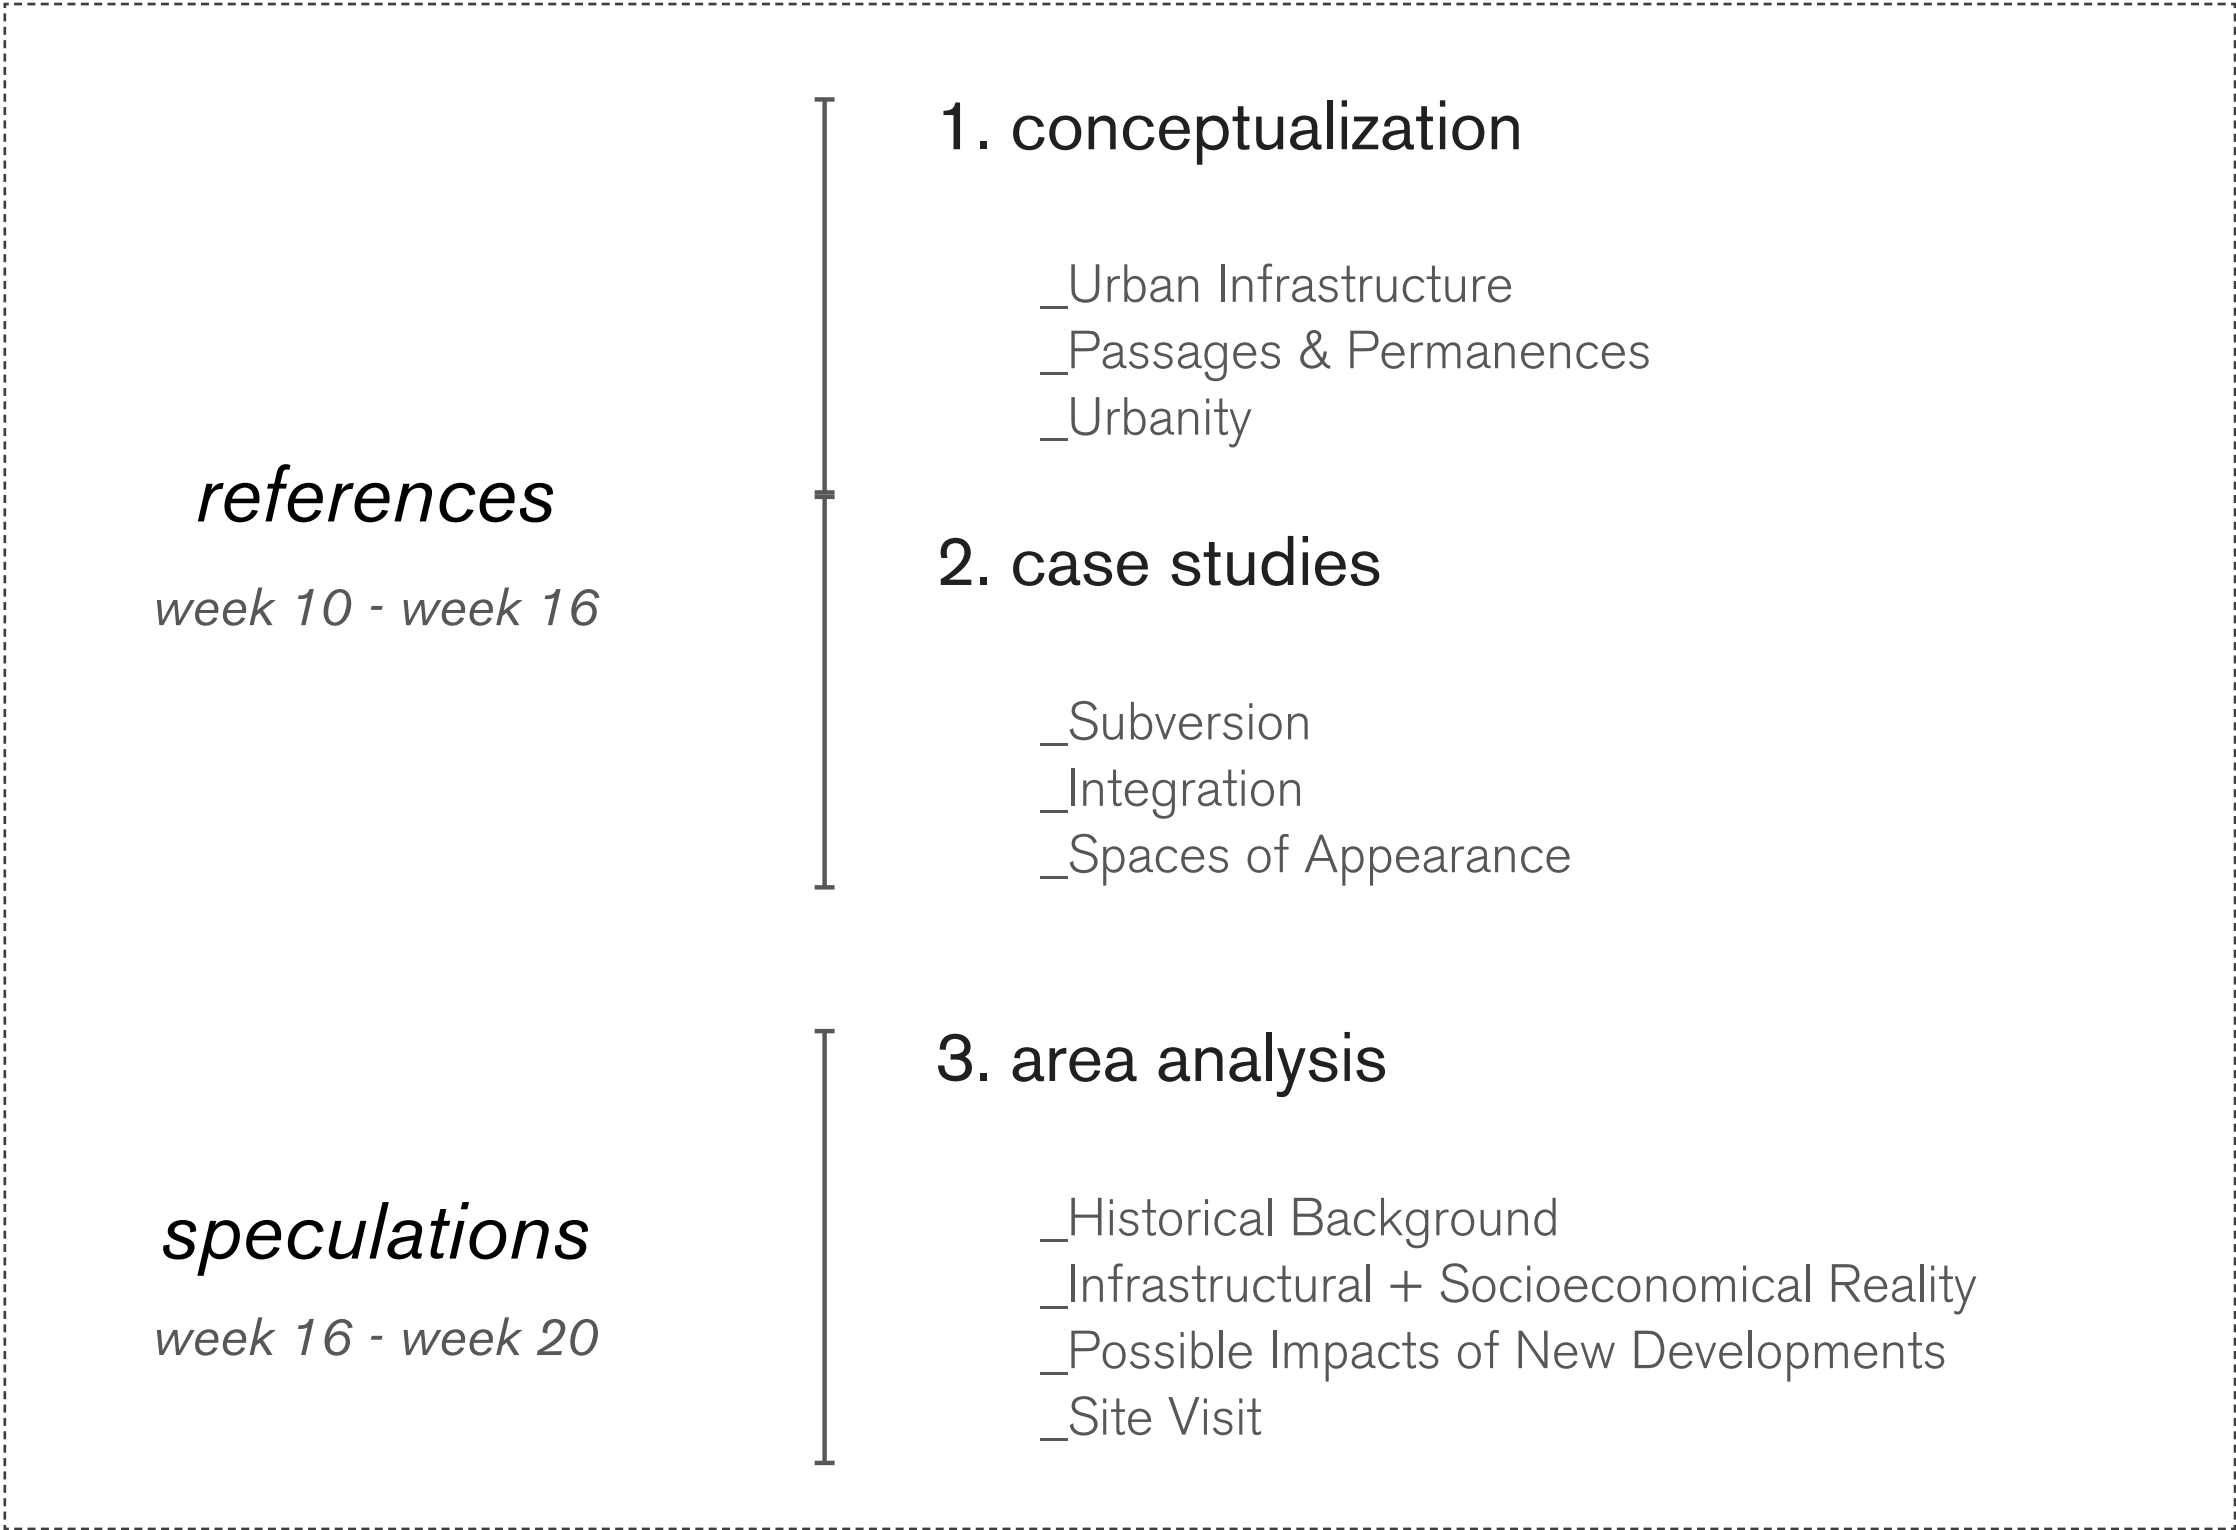 references
week 10 - week 16
1. conceptualization
_Urban Infrastructure
_Passages & Permanences
_Urbanity
2. case studies
_Subversion
_Integration
_Spaces of Appearance
speculations
week 16 - week 20
3. area analysis
_Historical Background
_Infrastructural + Socioeconomical Reality
_Possible Impacts of New Developments
_Site Visit